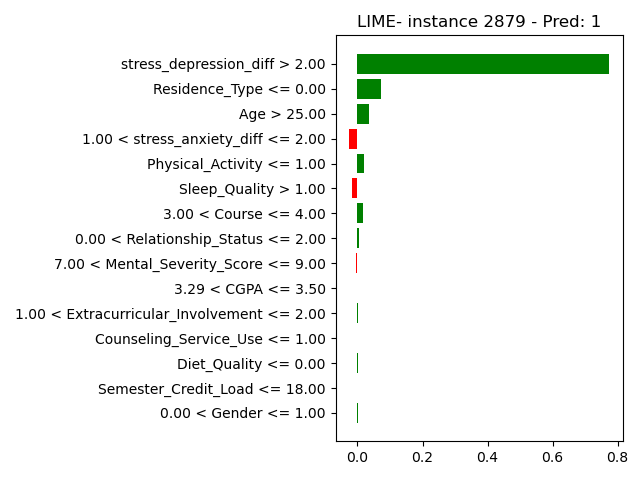 LIME- instance 2879 - Pred: 1
stress_depression_diff > 2.00
Residence_Type <= 0.00
Age > 25.00
1.00 < stress_anxiety_diff <= 2.00
Physical_Activity <= 1.00
Sleep_Quality > 1.00
3.00 < Course <= 4.00
0.00 < Relationship_Status <= 2.00
7.00 < Mental_Severity_Score <= 9.00
3.29 < CGPA <= 3.50
1.00 < Extracurricular_Involvement <= 2.00
Counseling_Service_Use <= 1.00
Diet_Quality <= 0.00
Semester_Credit_Load <= 18.00
0.00 < Gender <= 1.00
0.0 0.2 0.4 0.6 0.8